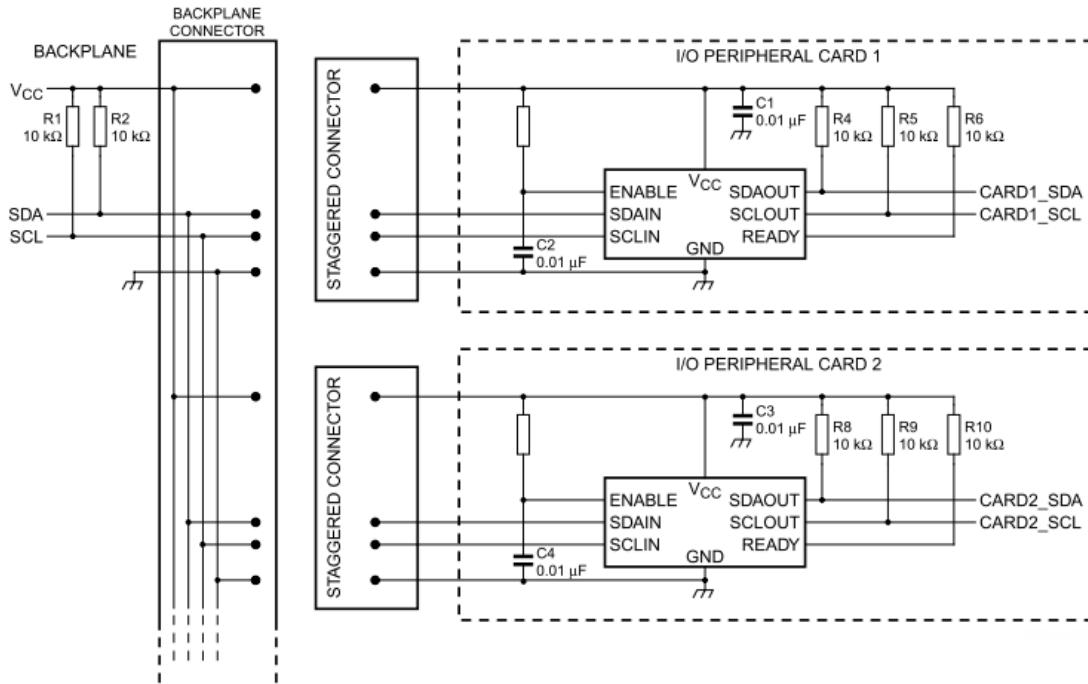 BACKPLANE
CONNECTOR
BACKPLANE
VCC
R1
10 kΩ
R2
10 kΩ
SDA
SCL
STAGGERED CONNECTOR
I/O PERIPHERAL CARD 1
C1
0.01 µF
R4
10 kΩ
R5
10 kΩ
R6
10 kΩ
VCC
ENABLE
SDAIN
SCLIN
SDAOUT
SCLOUT
READY
GND
CARD1_SDA
CARD1_SCL
C2
0.01 µF
STAGGERED CONNECTOR
I/O PERIPHERAL CARD 2
C3
0.01 µF
R8
10 kΩ
R9
10 kΩ
R10
10 kΩ
VCC
ENABLE
SDAIN
SCLIN
SDAOUT
SCLOUT
READY
GND
CARD2_SDA
CARD2_SCL
C4
0.01 µF